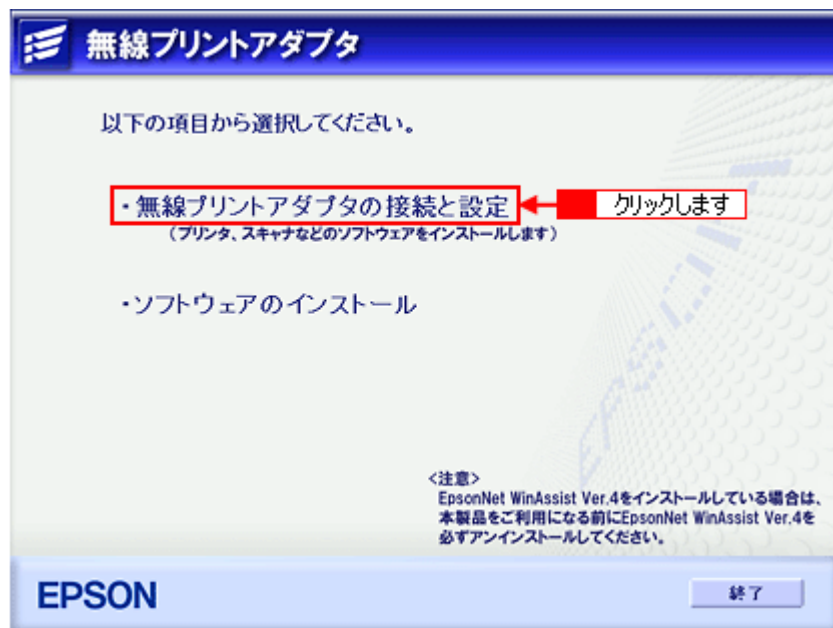 無線プリントアダプタ
以下の項目から選択してください。
・無線プリントアダプタの接続と設定
クリックします
（プリンタ、スキャナなどのソフトウェアをインストールします）
・ソフトウェアのインストール
EPSON
<注意>
EpsonNet WinAssist Ver.4をインストールしている場合は、
本製品をご利用になる前にEpsonNet WinAssist Ver.4を
必ずアンインストールしてください。
EPSON
終了